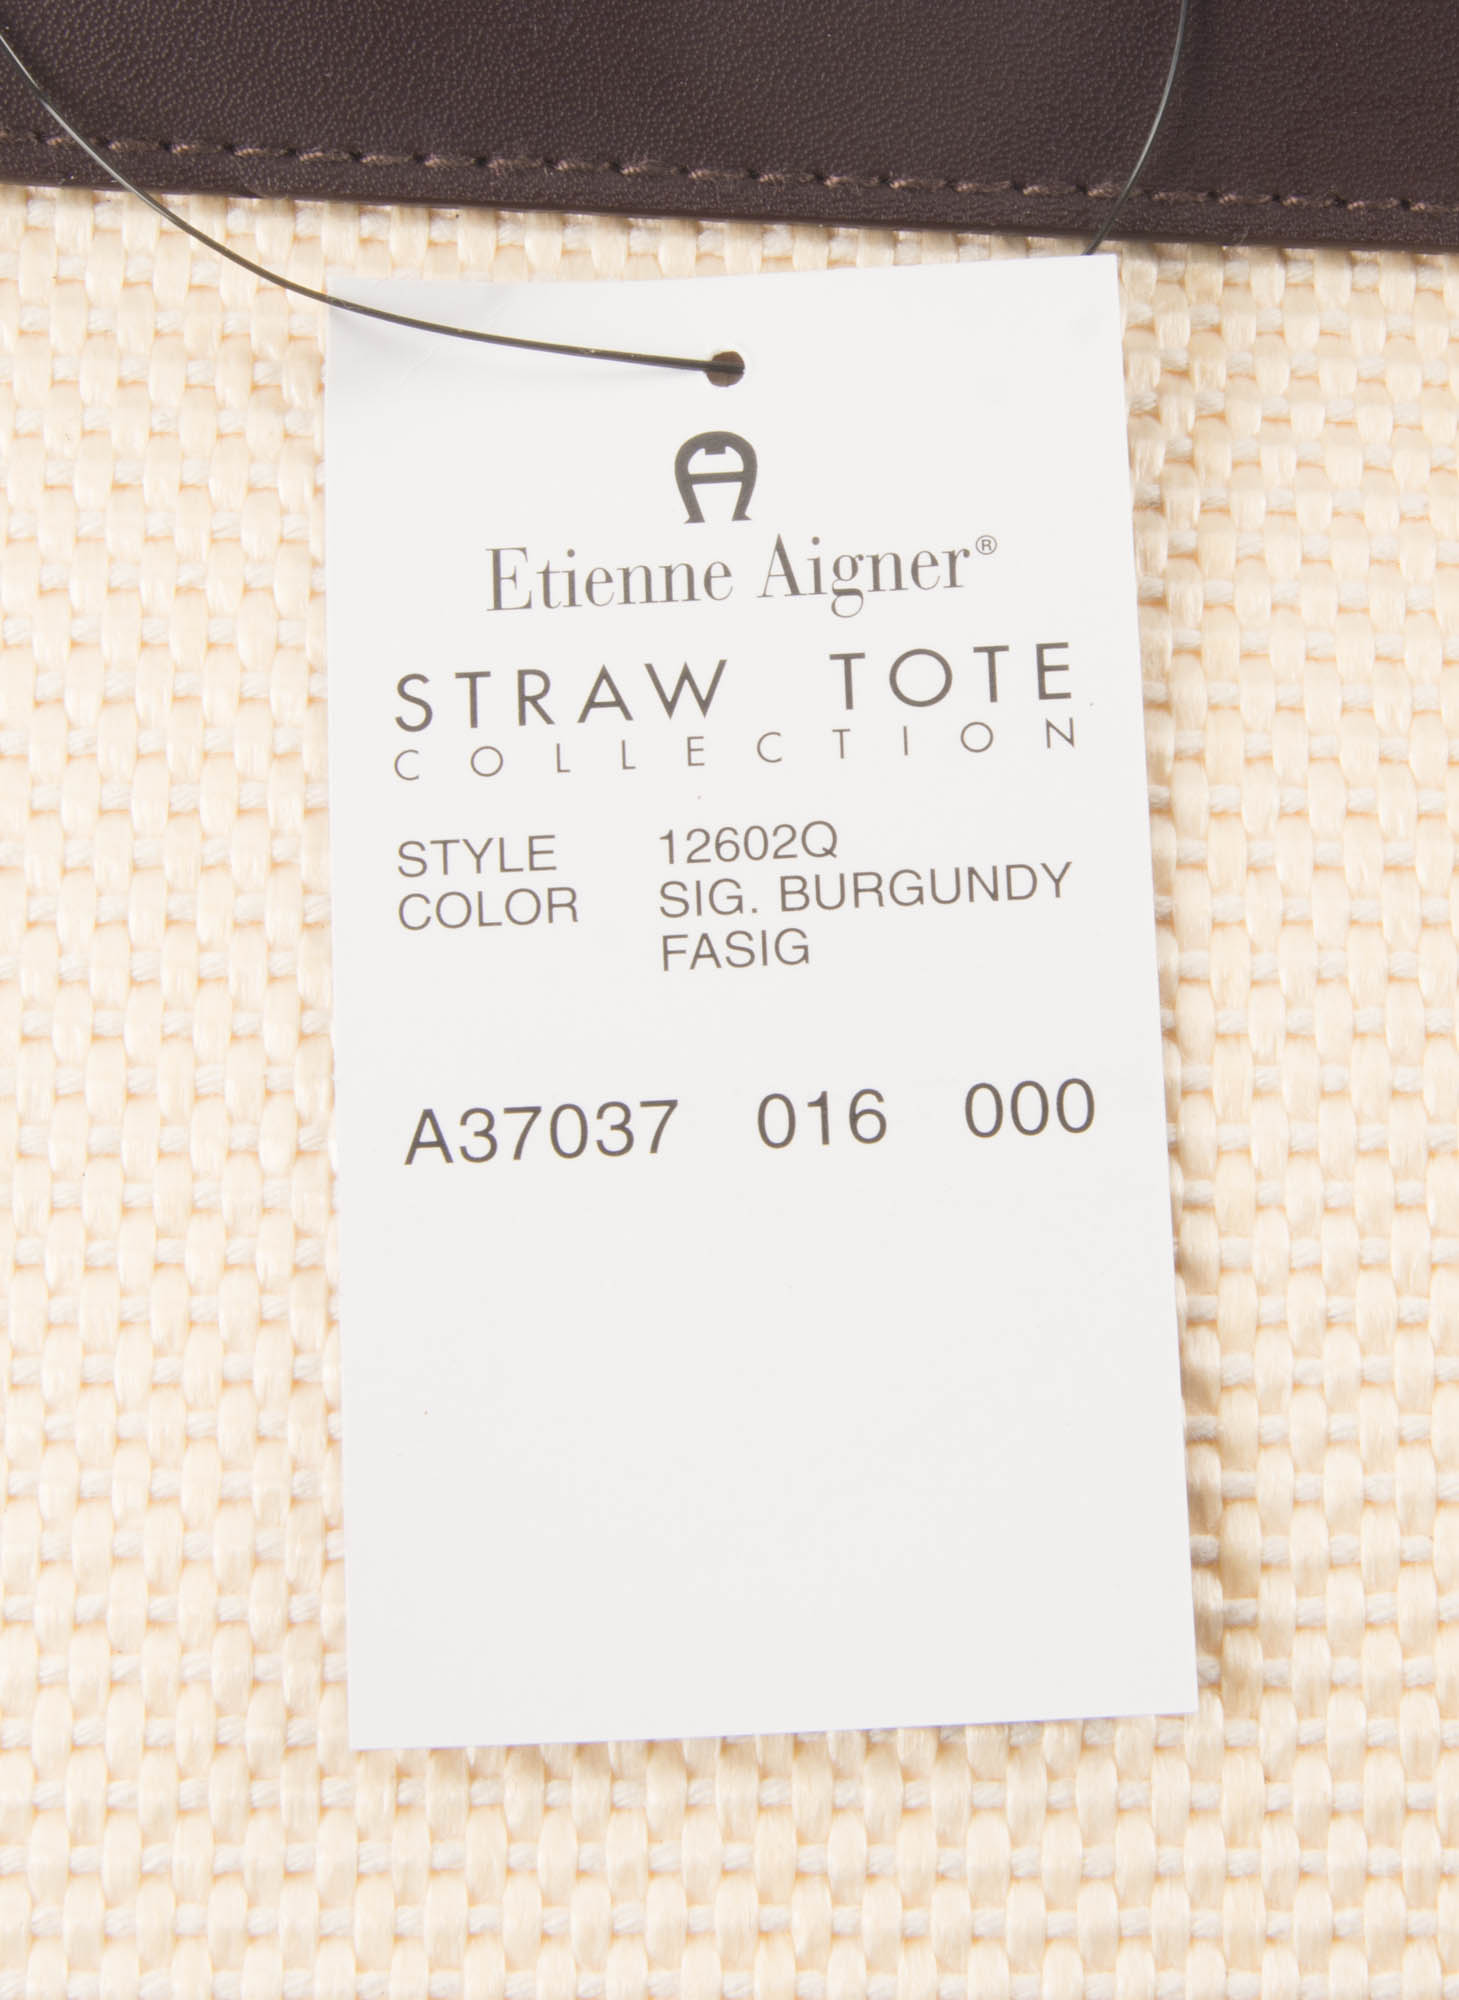 Etienne Aigner®
STRAW TOTE
COLLECTION
STYLE 12602Q
COLOR SIG. BURGUNDY
FASIG
A37037 016 000